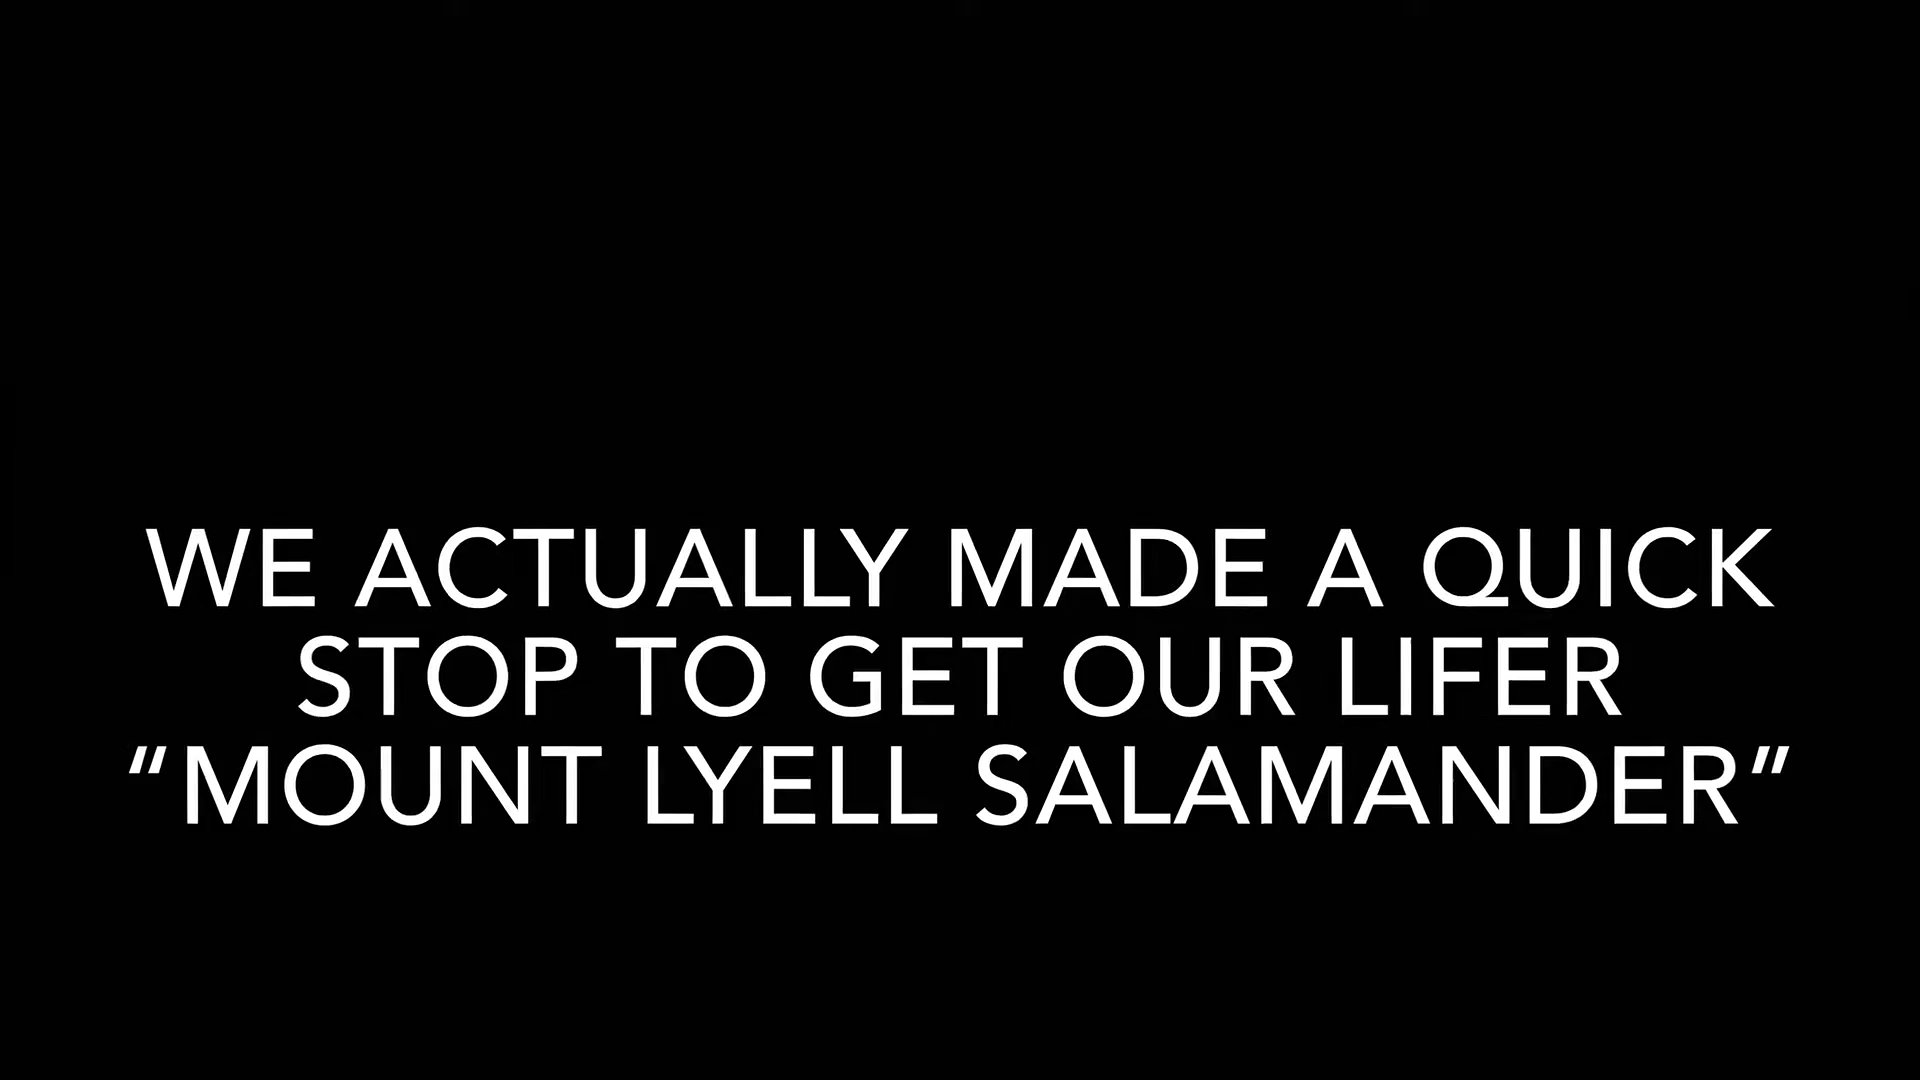 WE ACTUALLY MADE A QUICK
STOP TO GET OUR LIFER
“MOUNT LYELL SALAMANDER”